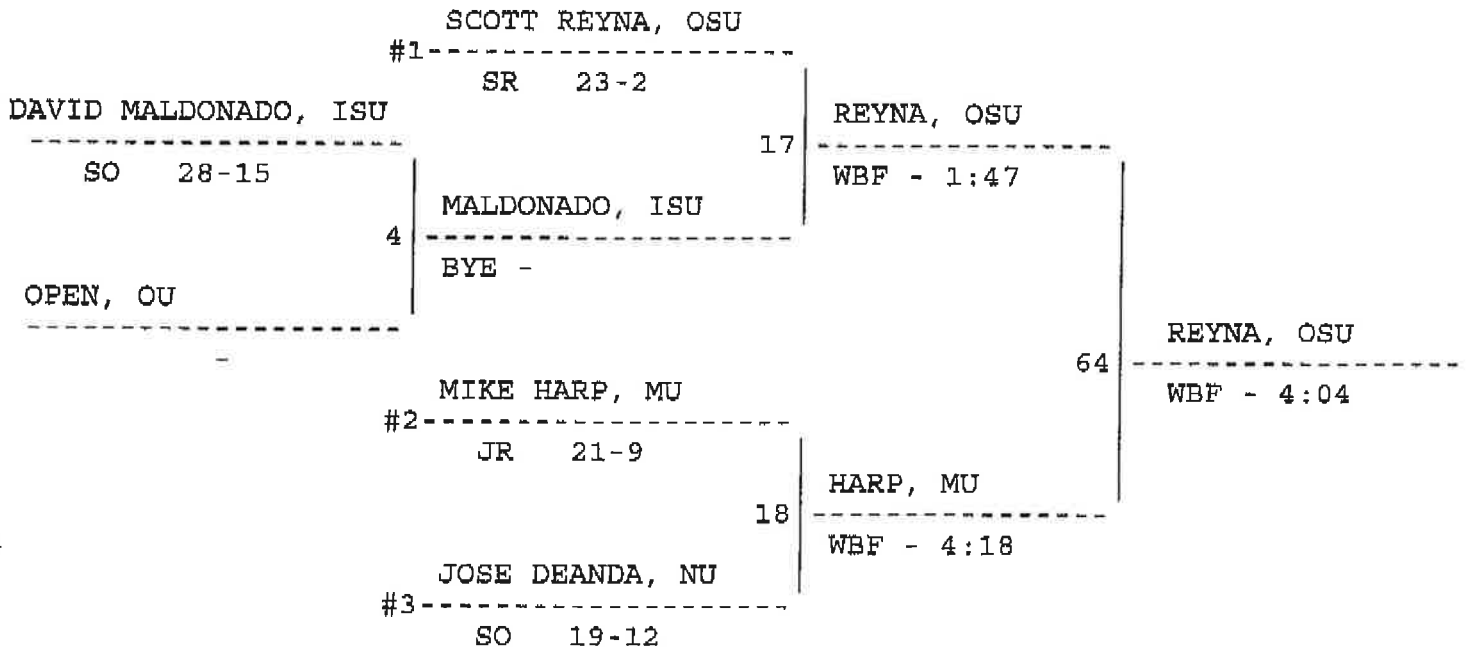 SCOTT REYNA, OSU
#1
SR 23-2
DAVID MALDONADO, ISU
SO 28-15
REYNA, OSU
17
WBF - 1:47
MALDONADO, ISU
4
BYE -
OPEN, OU
-
REYNA, OSU
64
WBF - 4:04
MIKE HARP, MU
#2
JR 21-9
HARP, MU
18
WBF - 4:18
JOSE DEANDA, NU
#3
SO 19-12